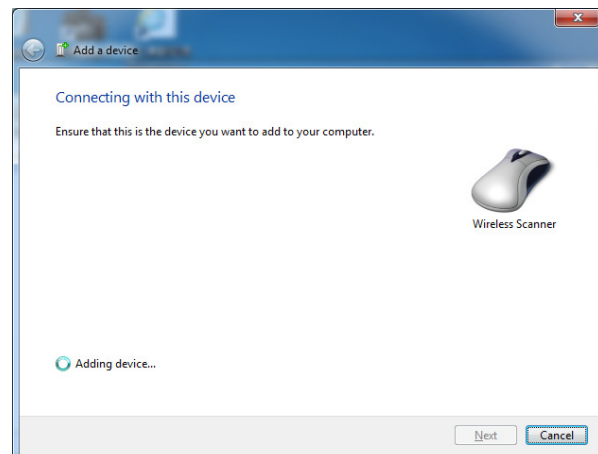 Add a device
Connecting with this device
Ensure that this is the device you want to add to your computer.
Wireless Scanner
Adding device...
Next
Cancel